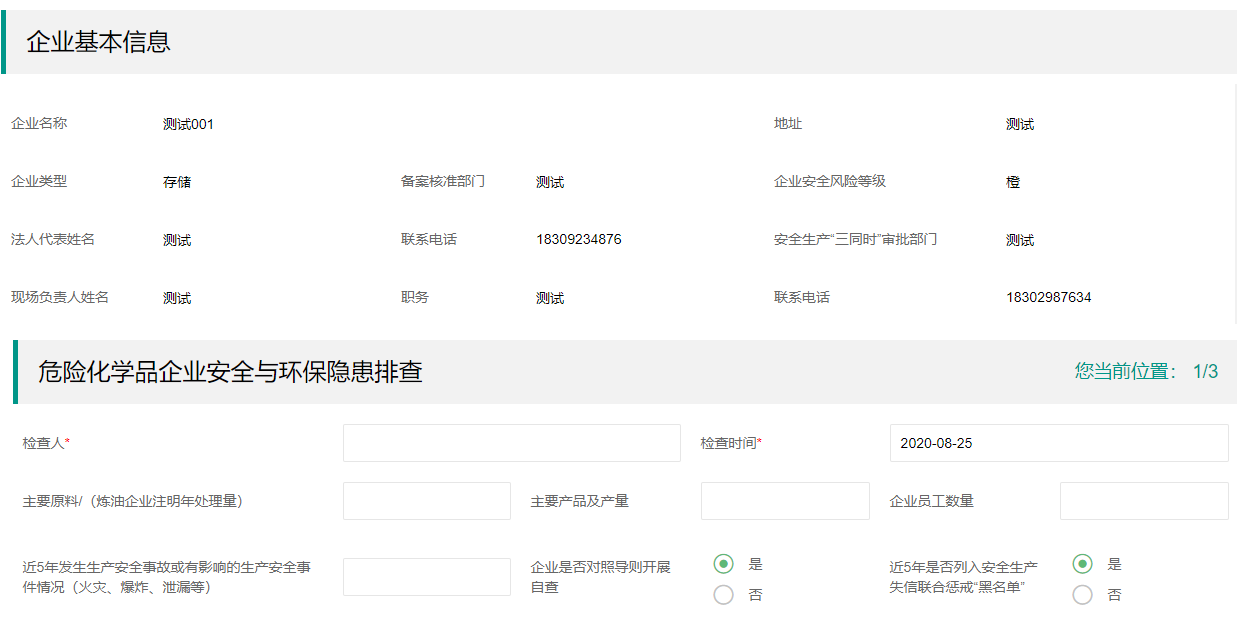 企业基本信息
企业名称 测试001 地址 测试
企业类型 存储 备案核准部门 测试 企业安全风险等级 橙
法人代表姓名 测试 联系电话 18309234876 安全生产“三同时”审批部门 测试
现场负责人姓名 测试 职务 测试 联系电话 18302987634
危险化学品企业安全与环保隐患排查 您当前位置： 1/3
检查人* 检查时间* 2020-08-25
主要原料/（炼油企业注明年处理量） 主要产品及产量 企业员工数量
近5年发生生产安全事故或有影响的生产安全事
件情况（火灾、爆炸、泄漏等）
企业是否对照导则开展
自查
是
否
近5年是否列入安全生产
失信联合惩戒“黑名单”
是
否